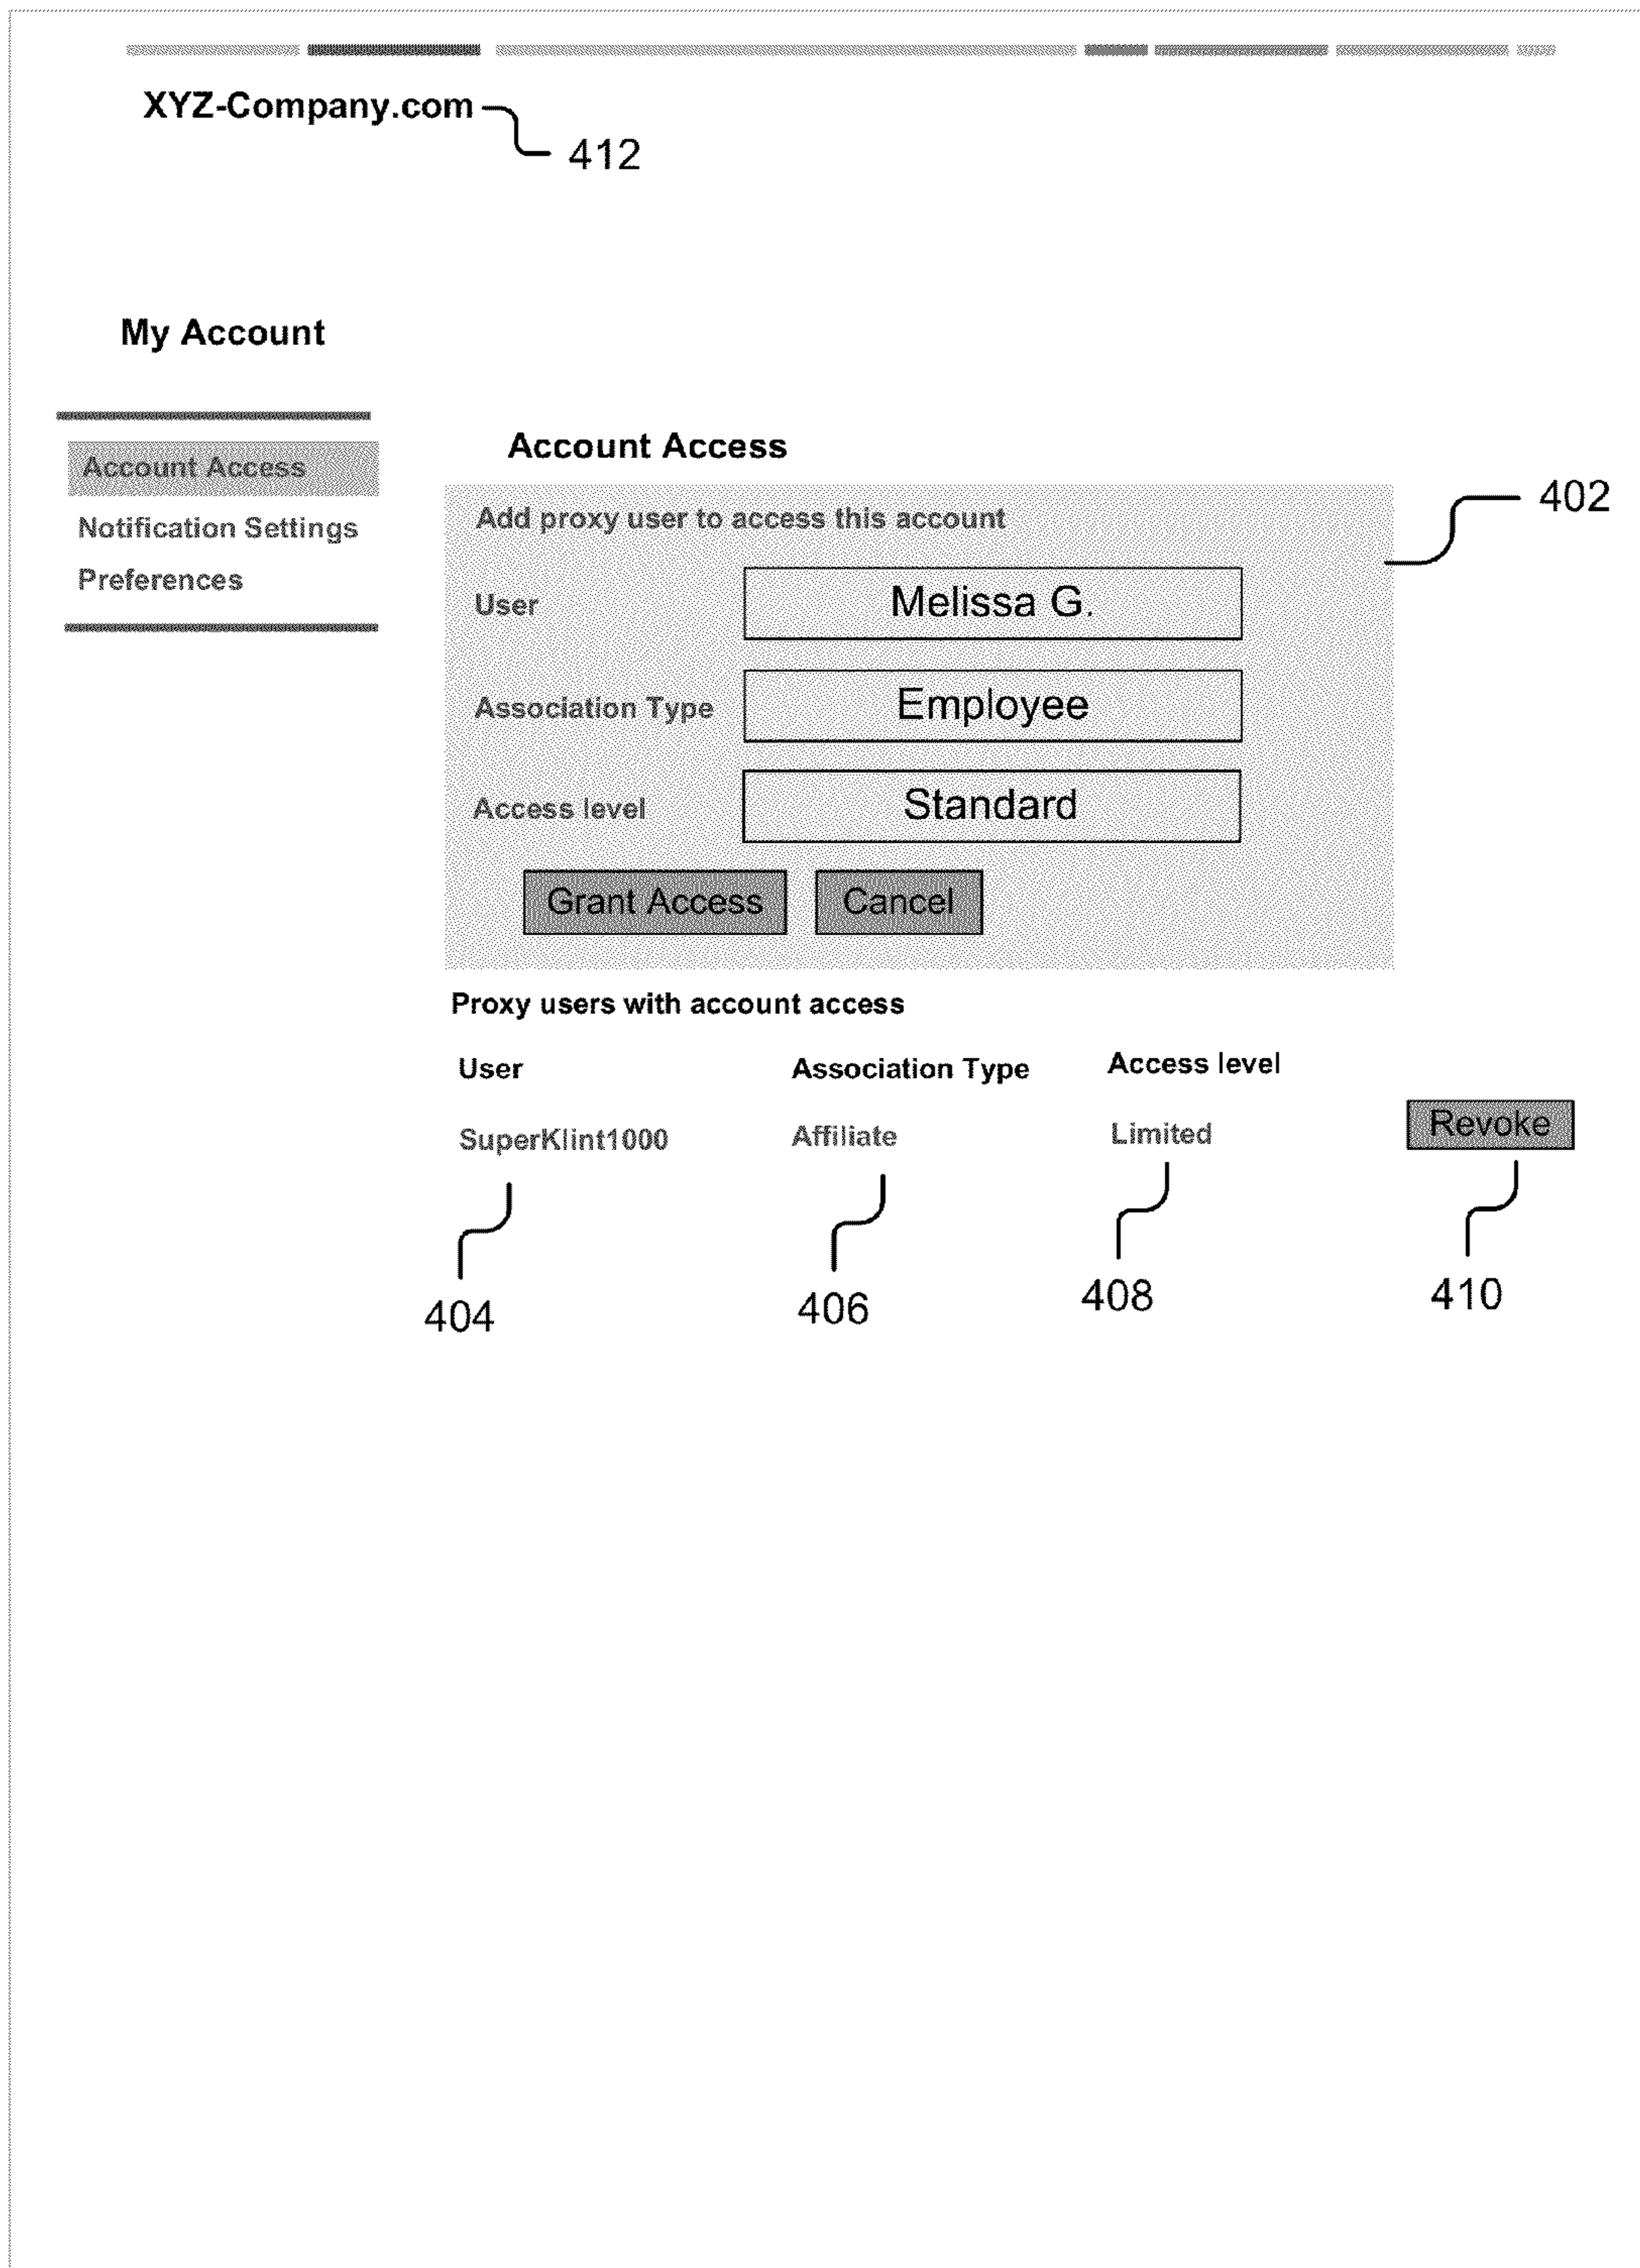 XYZ-Company.com
412
My Account
Account Access
Notification Settings
Preferences
Account Access
402
Add proxy user to access this account
User Melissa G.
Association Type Employee
Access level Standard
Grant Access Cancel
Proxy users with account access
User Association Type Access level
SuperKlint1000 Affiliate Limited Revoke
404 406 408 410